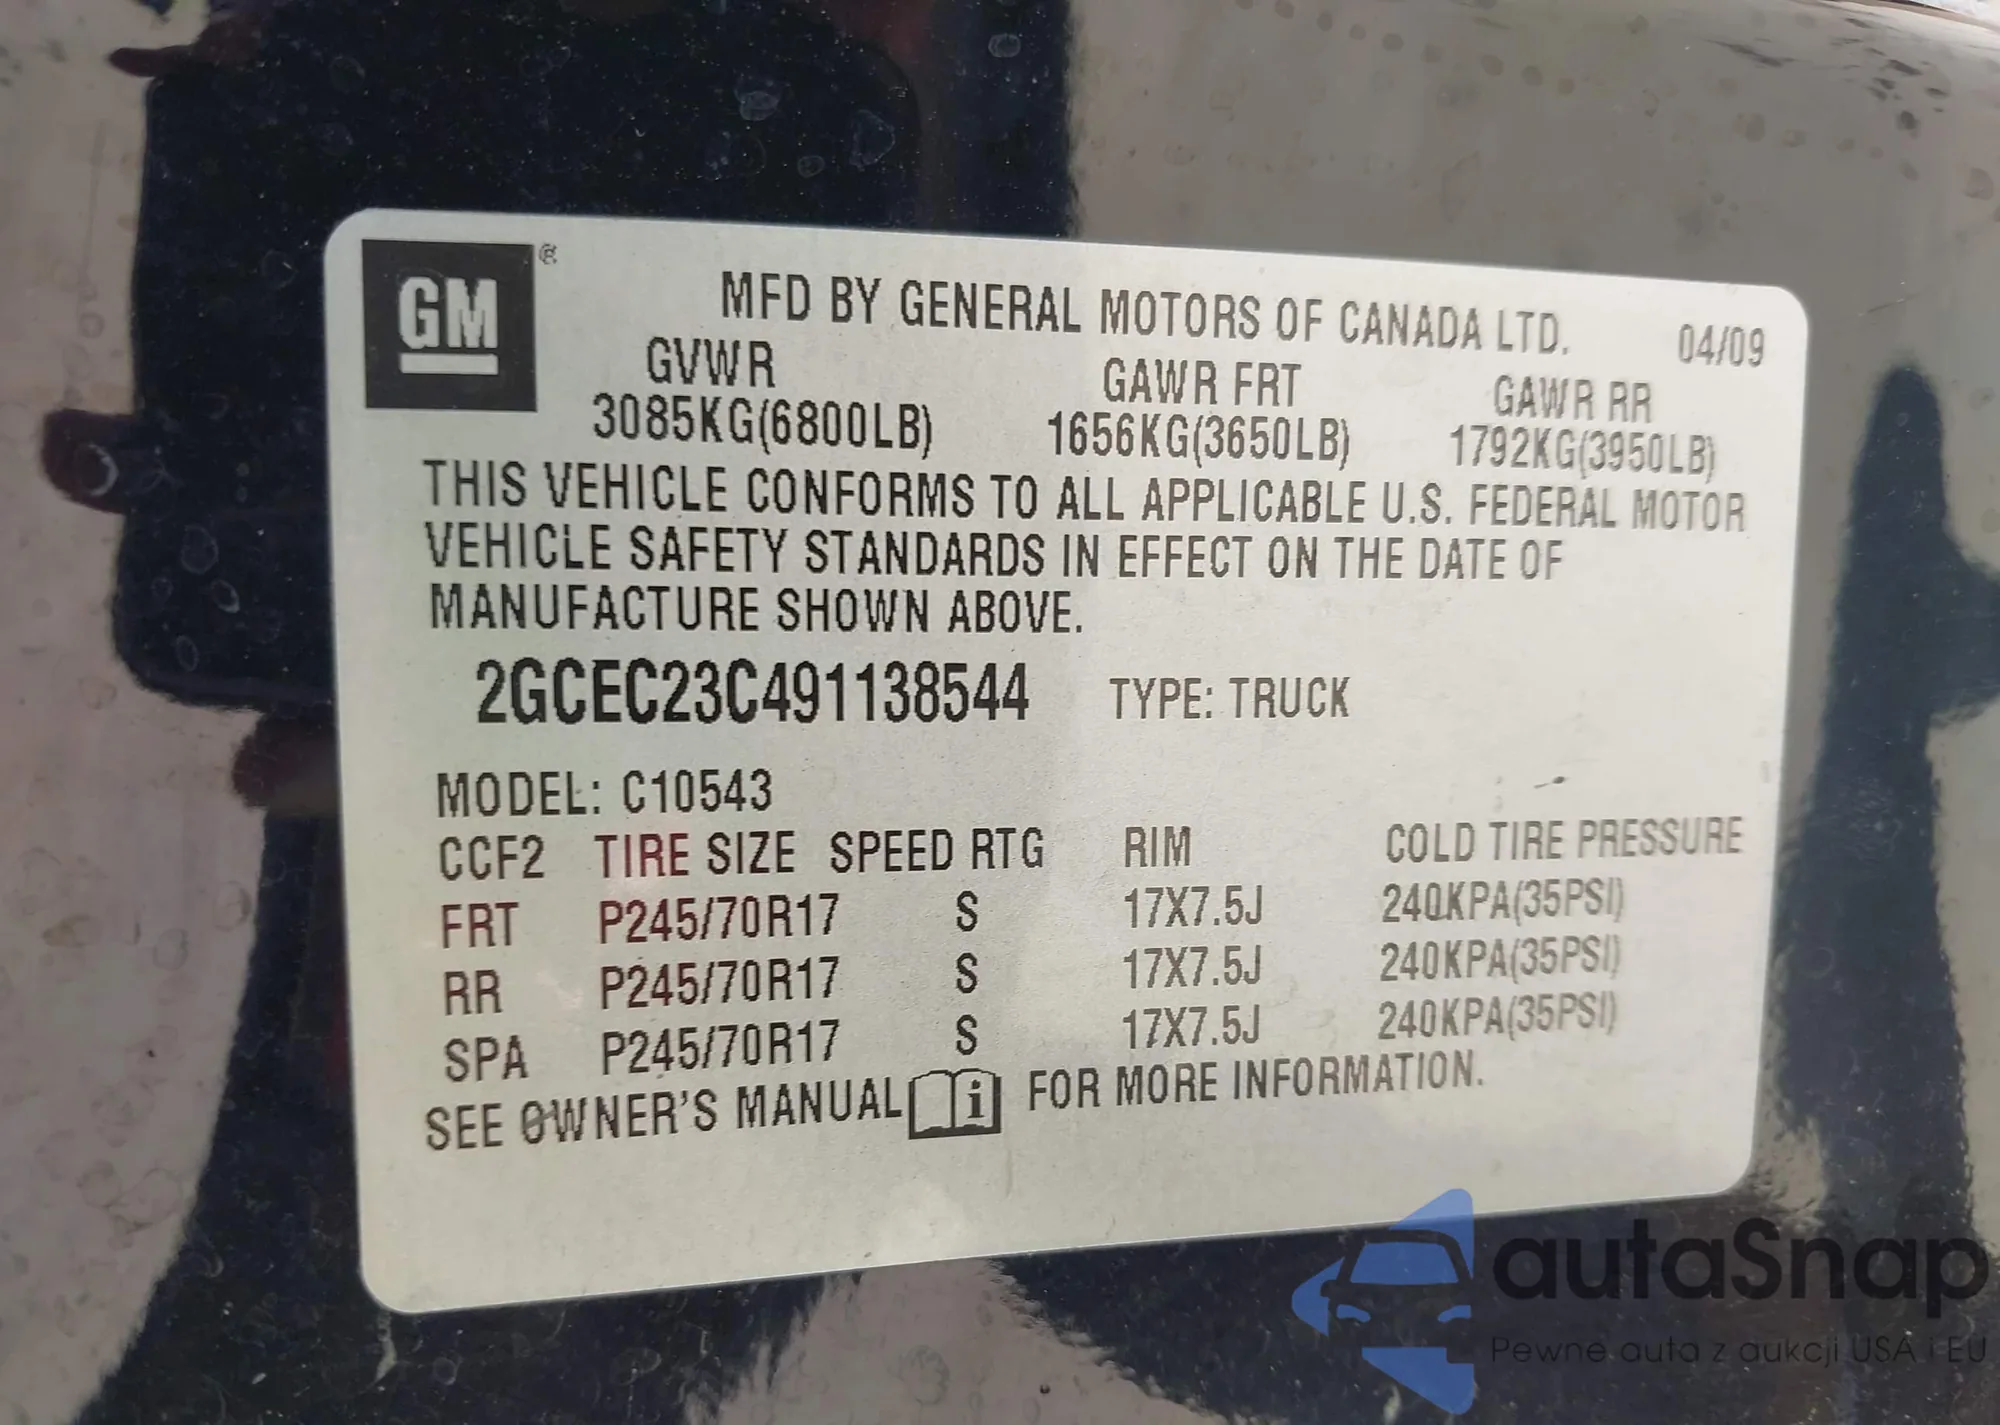 GM®
MFD BY GENERAL MOTORS OF CANADA LTD. 04/09
GVWR GAWR FRT GAWR RR
3085KG(6800LB) 1656KG(3650LB) 1792KG(3950LB)
THIS VEHICLE CONFORMS TO ALL APPLICABLE U.S. FEDERAL MOTOR
VEHICLE SAFETY STANDARDS IN EFFECT ON THE DATE OF
MANUFACTURE SHOWN ABOVE.
2GCEC23C491138544 TYPE: TRUCK
MODEL: C10543
CCF2 TIRE SIZE SPEED RTG RIM COLD TIRE PRESSURE
FRT P245/70R17 S 17X7.5J 240KPA(35PSI)
RR P245/70R17 S 17X7.5J 240KPA(35PSI)
SPA P245/70R17 S 17X7.5J 240KPA(35PSI)
SEE OWNER'S MANUAL i FOR MORE INFORMATION.
autaSnap
Pewne auta z aukcji USA i EU